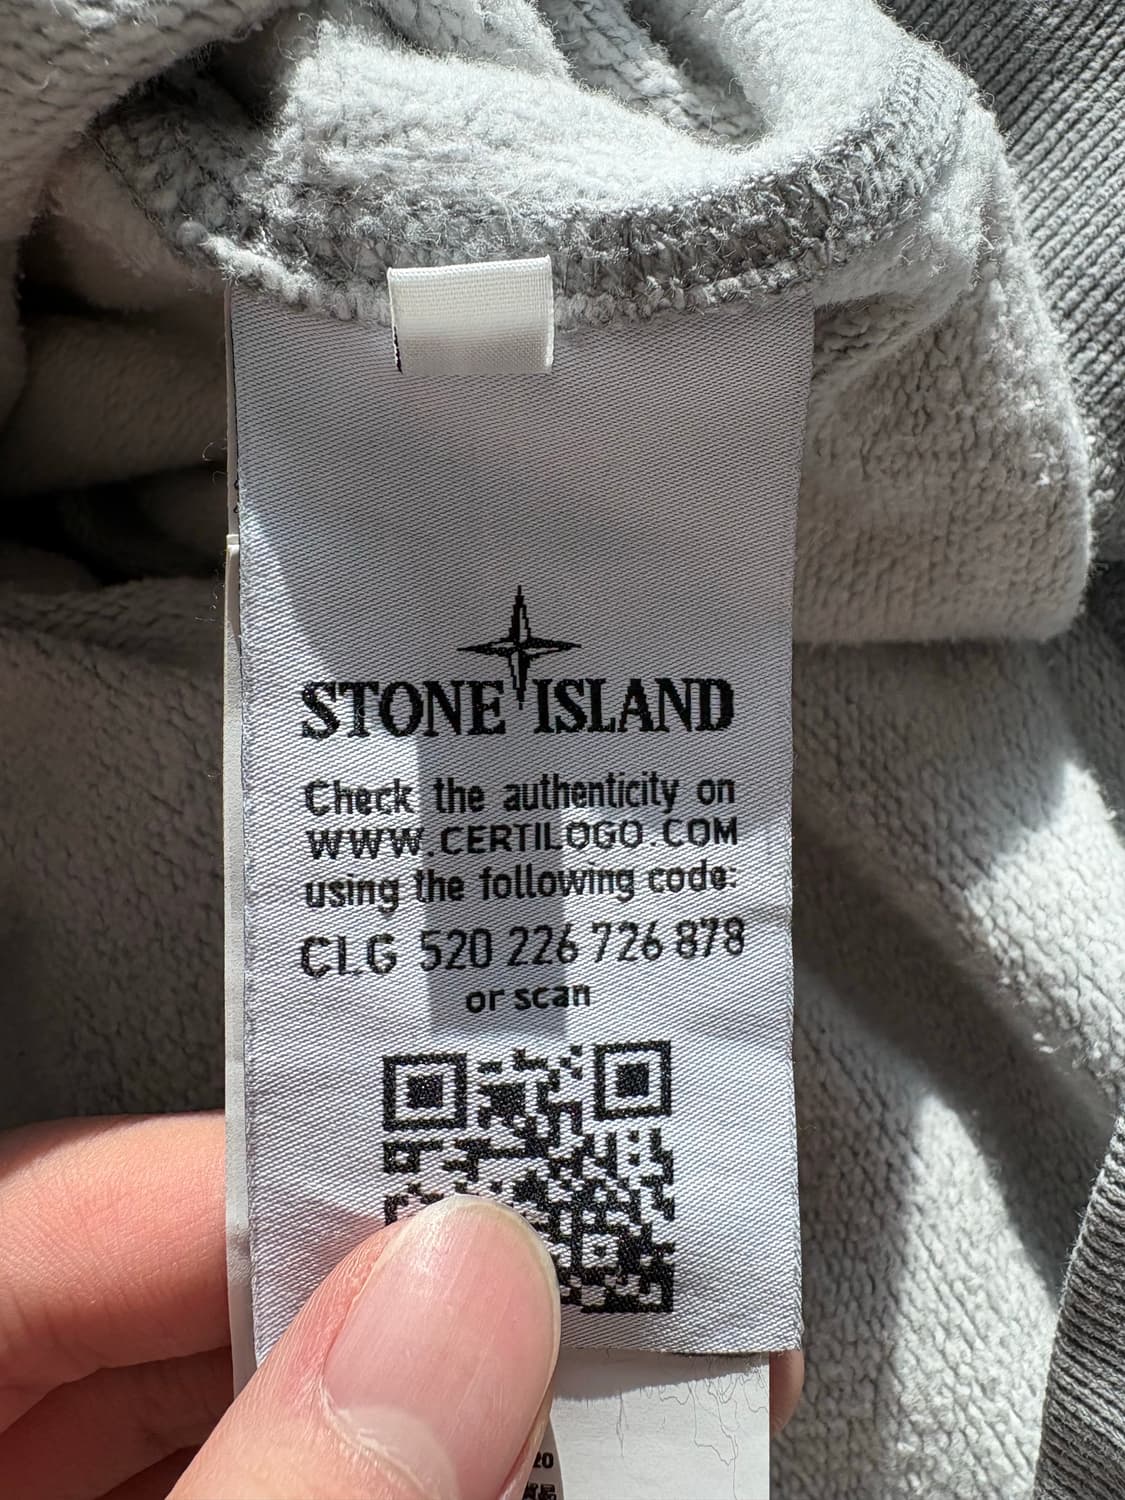 STONE ISLAND
Check the authenticity on
WWW.CERTILOGO.COM
using the following code:
CLG 520 226 726 878
or scan
20